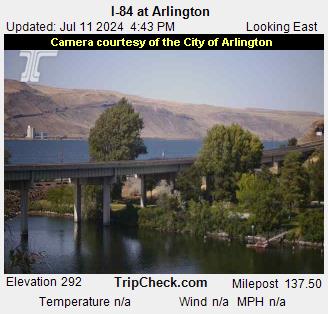 I-84 at Arlington
Updated: Jul 11 2024 4:43 PM Looking East
Camera courtesy of the City of Arlington
Elevation 292 TripCheck.com Milepost 137.50
Temperature n/a Wind n/a MPH n/a